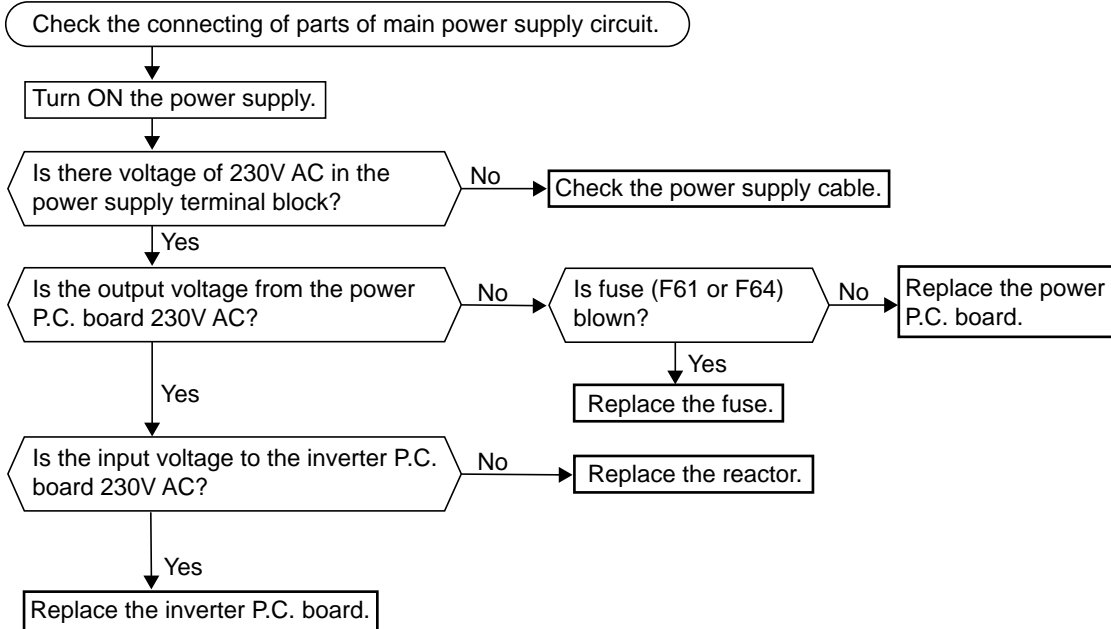 Check the connecting of parts of main power supply circuit.
Turn ON the power supply.
Is there voltage of 230V AC in the
power supply terminal block?
No
Check the power supply cable.
Yes
Is the output voltage from the power
P.C. board 230V AC?
No
Is fuse (F61 or F64)
blown?
No
Replace the power
P.C. board.
Yes
Replace the fuse.
Yes
Is the input voltage to the inverter P.C.
board 230V AC?
No
Replace the reactor.
Yes
Replace the inverter P.C. board.